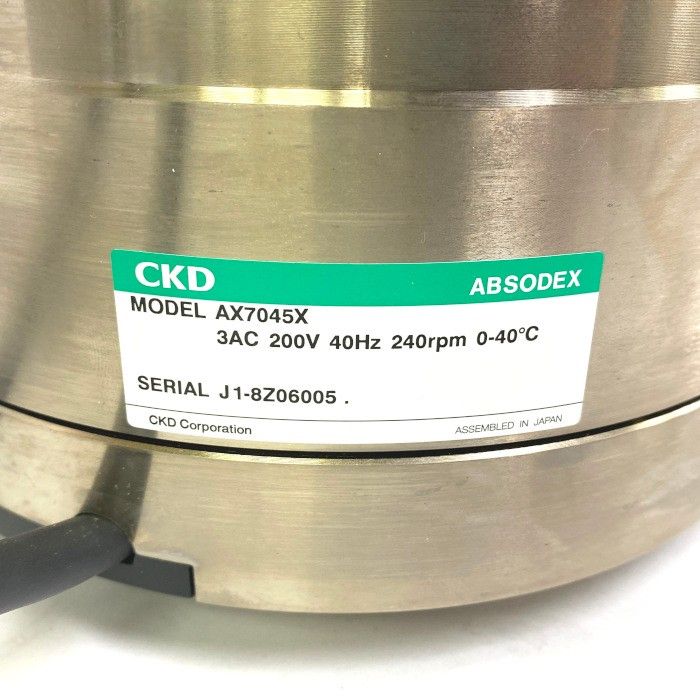 CKD ABSODEX
MODEL AX7045X
3AC 200V 40Hz 240rpm 0-40℃
SERIAL J1-8Z06005 .
CKD Corporation ASSEMBLED IN JAPAN